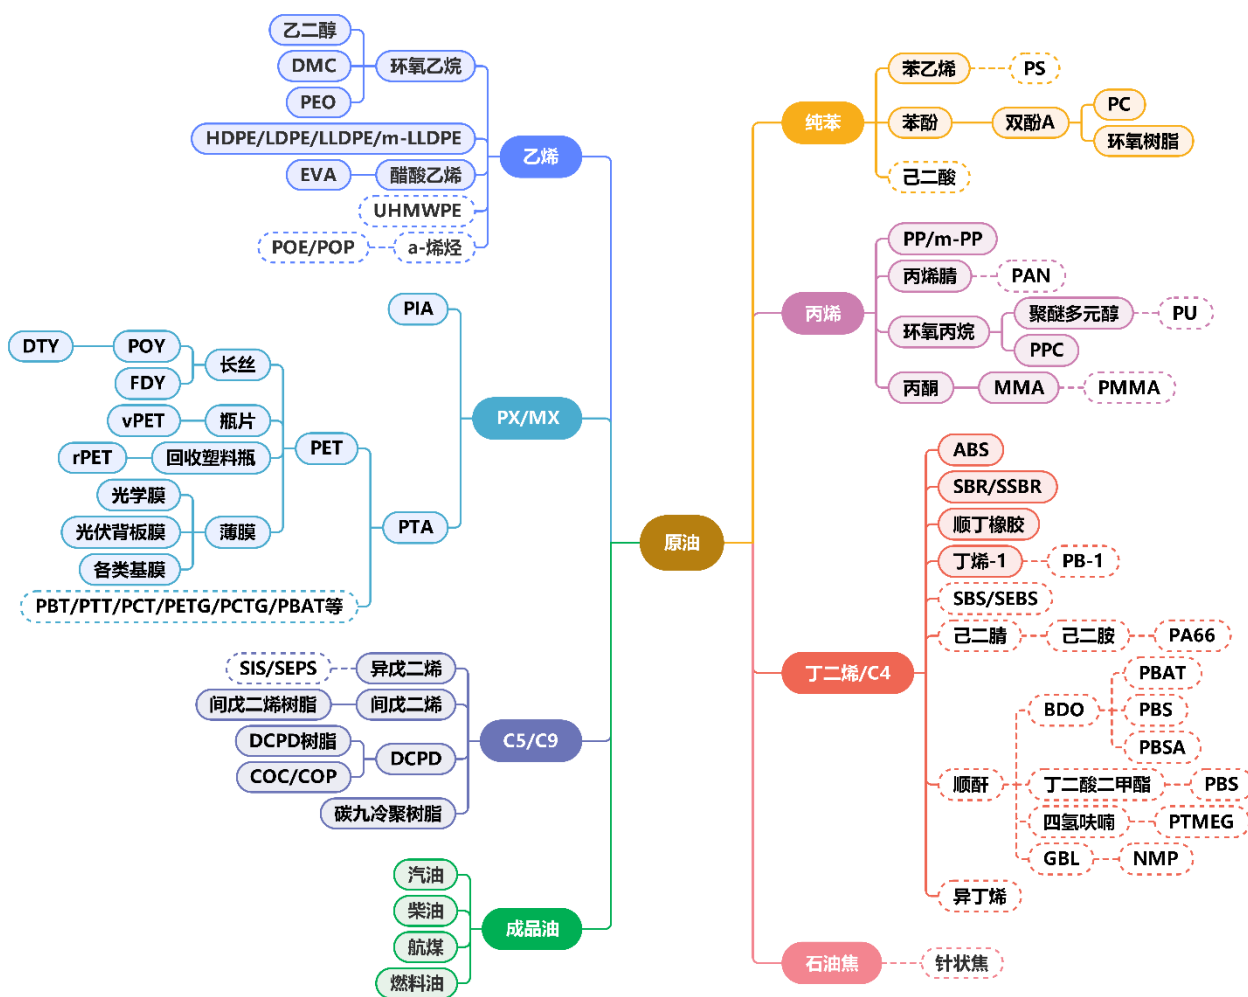 原油
乙烯
环氧乙烷
乙二醇
DMC
PEO
HDPE/LDPE/LLDPE/m-LLDPE
醋酸乙烯
EVA
UHMWPE
a-烯烃
POE/POP
PX/MX
PIA
PTA
PET
长丝
POY
DTY
FDY
瓶片
vPET
回收塑料瓶
rPET
薄膜
光学膜
光伏背板膜
各类基膜
PBT/PTT/PCT/PETG/PCTG/PBAT等
C5/C9
异戊二烯
SIS/SEPS
间戊二烯
间戊二烯树脂
DCPD
DCPD树脂
COC/COP
碳九冷聚树脂
成品油
汽油
柴油
航煤
燃料油
纯苯
苯乙烯
PS
苯酚
双酚A
PC
环氧树脂
己二酸
丙烯
PP/m-PP
丙烯腈
PAN
环氧丙烷
聚醚多元醇
PU
PPC
丙酮
MMA
PMMA
丁二烯/C4
ABS
SBR/SSBR
顺丁橡胶
丁烯-1
PB-1
SBS/SEBS
己二腈
己二胺
PA66
顺酐
BDO
PBAT
PBS
PBSA
丁二酸二甲酯
PBS
四氢呋喃
PTMEG
GBL
NMP
异丁烯
石油焦
针状焦